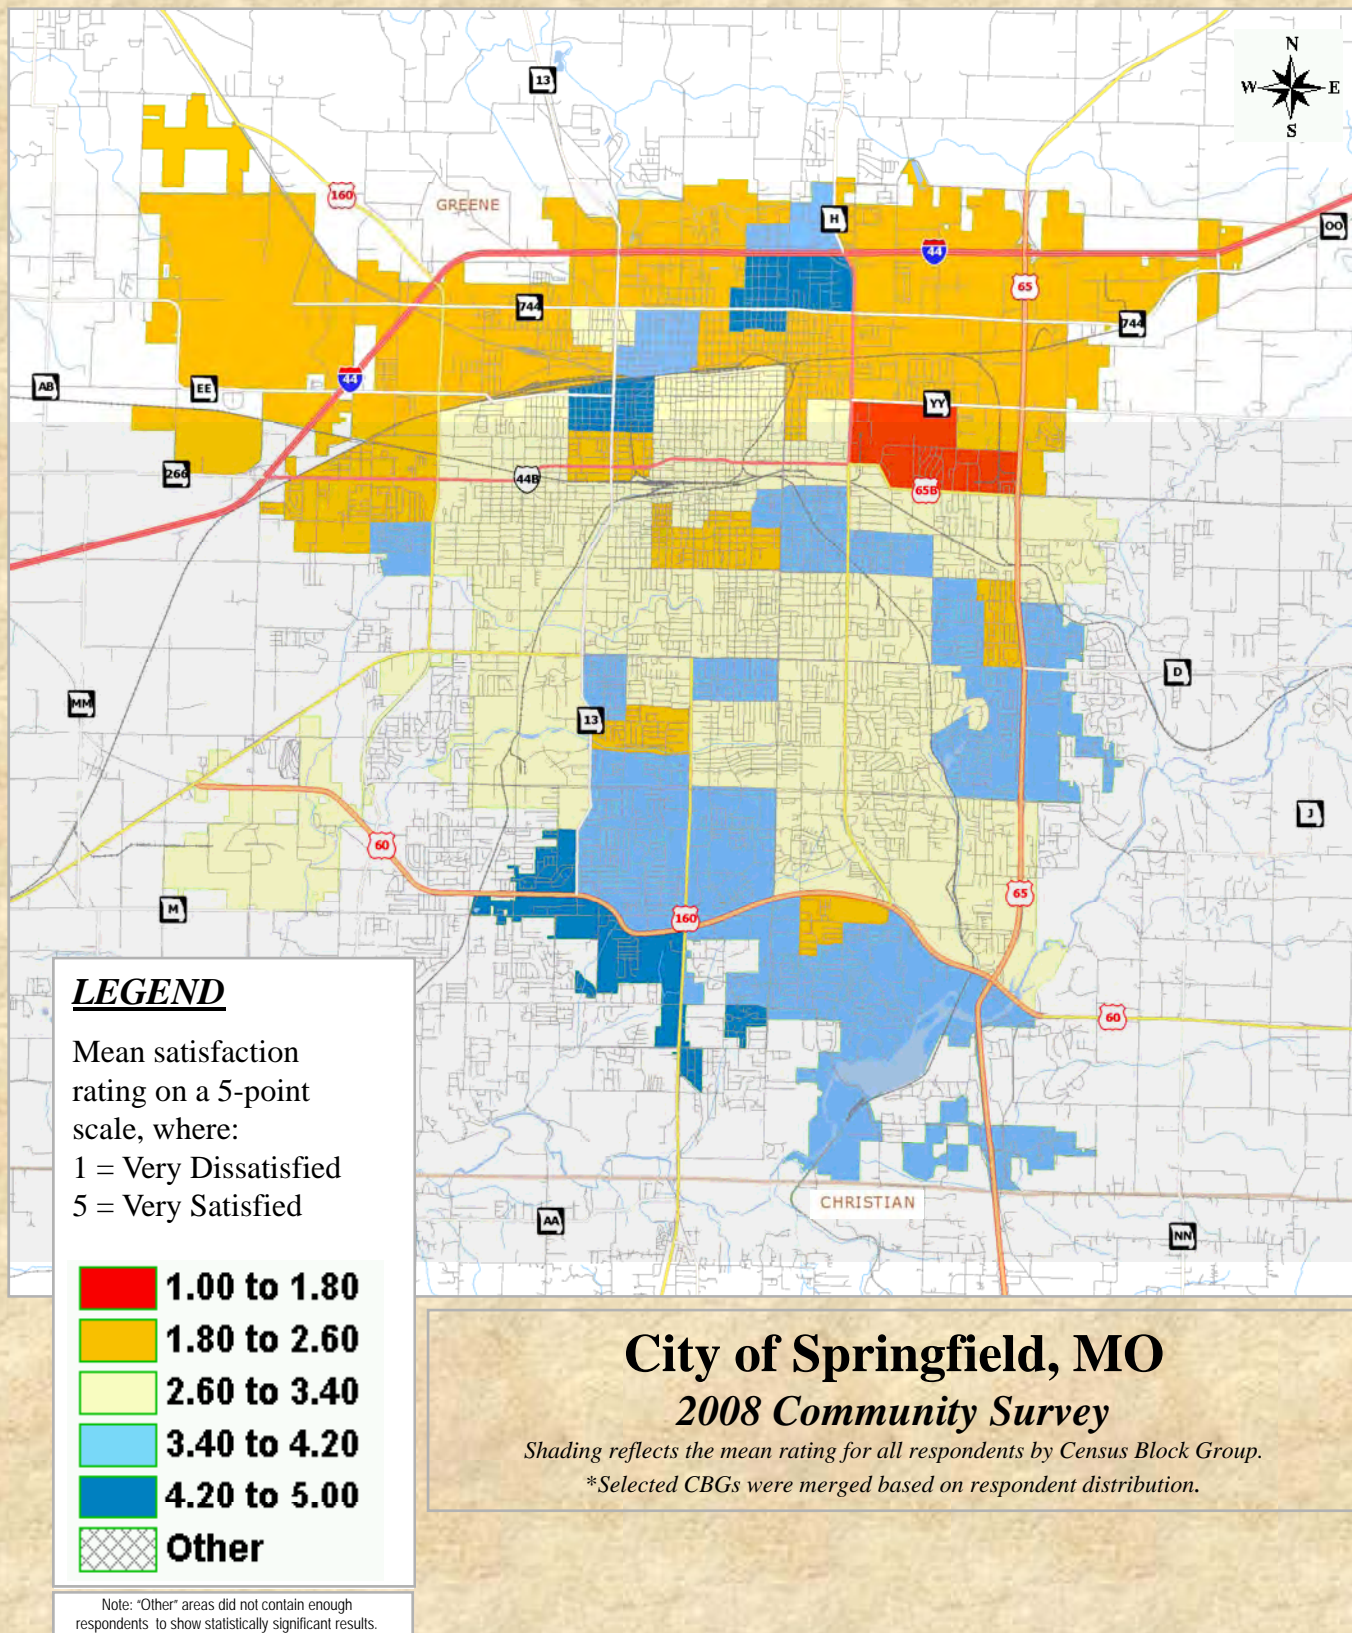 N
W E
S
13
160
GREENE
H
OO
44
65
744
744
AB
EE
44
YY
266
44B
65B
MM
D
13
J
60
M
65
160
60
CHRISTIAN
AA
NN
LEGEND
Mean satisfaction
rating on a 5-point
scale, where:
1 = Very Dissatisfied
5 = Very Satisfied
1.00 to 1.80
1.80 to 2.60
2.60 to 3.40
3.40 to 4.20
4.20 to 5.00
Other
Note: “Other” areas did not contain enough
respondents to show statistically significant results.
City of Springfield, MO
2008 Community Survey
Shading reflects the mean rating for all respondents by Census Block Group.
*Selected CBGs were merged based on respondent distribution.